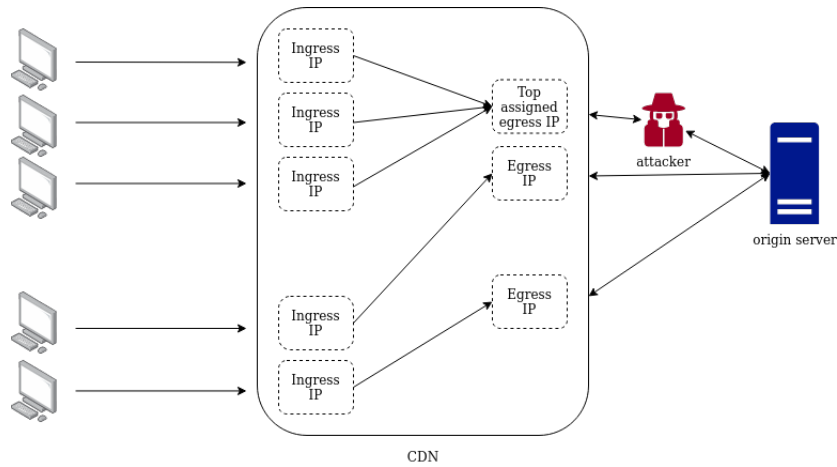 Ingress
IP
Ingress
IP
Ingress
IP
Ingress
IP
Ingress
IP
Top
assigned
egress IP
Egress
IP
Egress
IP
attacker
origin server
CDN